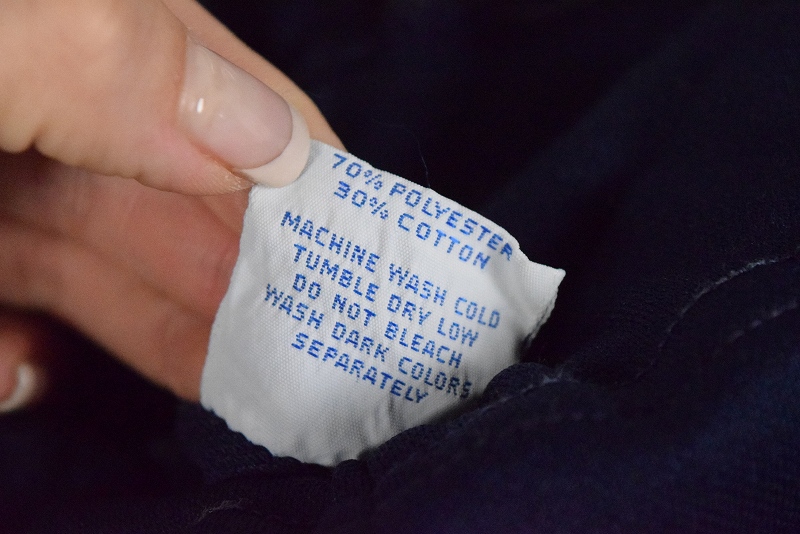 70% POLYESTER
30% COTTON
MACHINE WASH COLD
TUMBLE DRY LOW
DO NOT BLEACH
WASH DARK COLORS
SEPARATELY